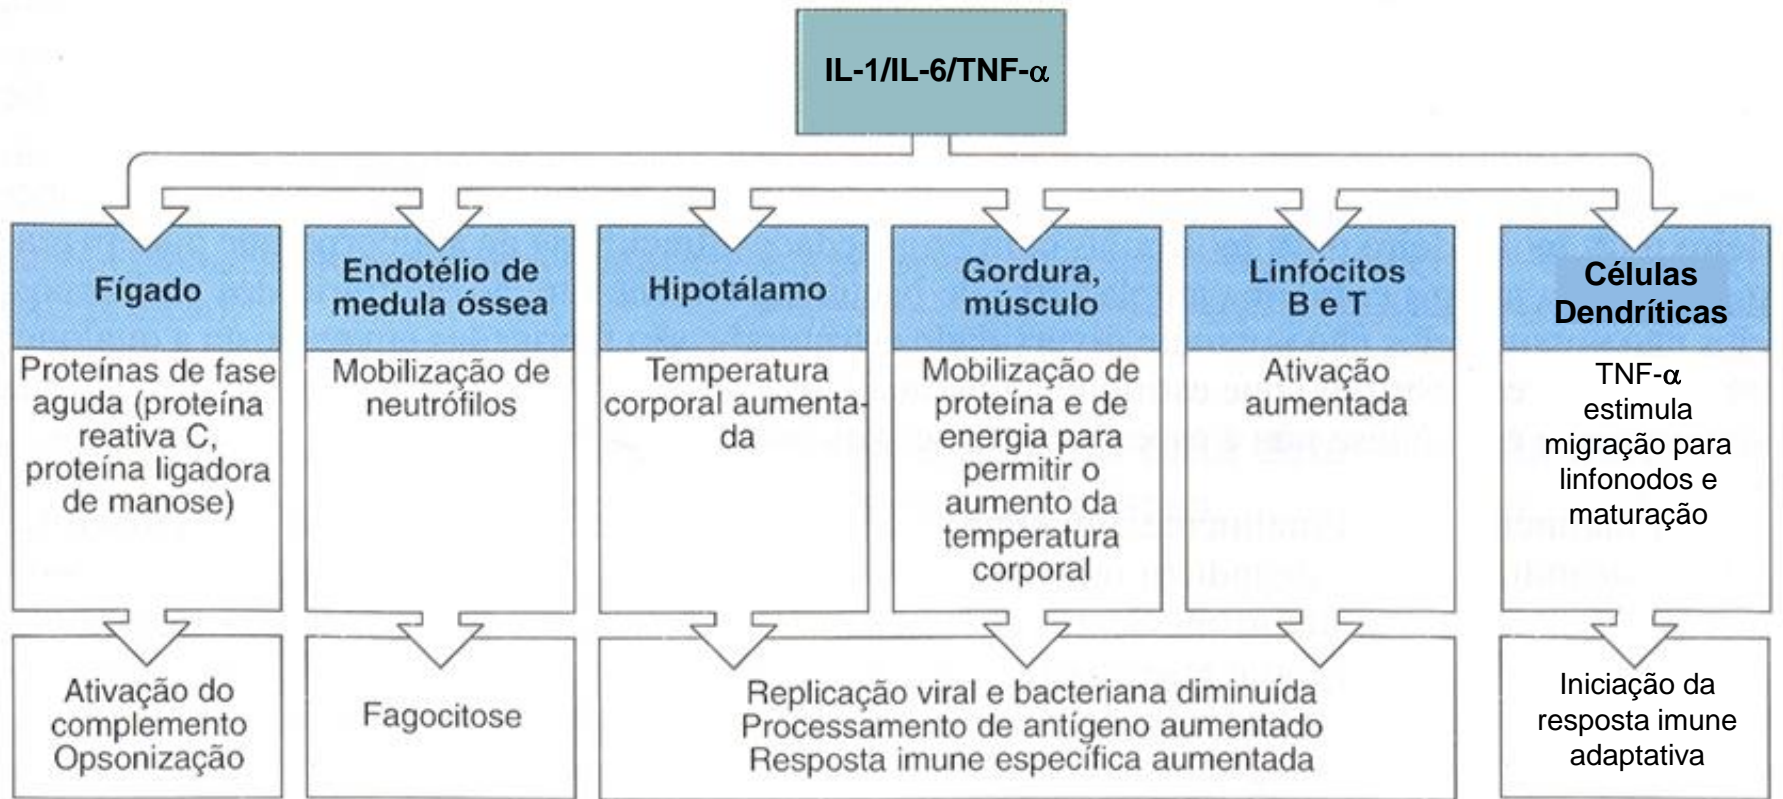 IL-1/IL-6/TNF-α
Fígado
Proteínas de fase
aguda (proteína
reativa C,
proteína ligadora
de manose)
Ativação do
complemento
Opsonização
Endotélio de
medula óssea
Mobilização de
neutrófilos
Fagocitose
Hipotálamo
Temperatura
corporal aumenta-
da
Gordura,
músculo
Mobilização de
proteína e de
energia para
permitir o
aumento da
temperatura
corporal
Linfócitos
B e T
Ativação
aumentada
Replicação viral e bacteriana diminuída
Processamento de antígeno aumentado
Resposta imune específica aumentada
Células
Dendríticas
TNF-α
estimula
migração para
linfonodos e
maturação
Iniciação da
resposta imune
adaptativa